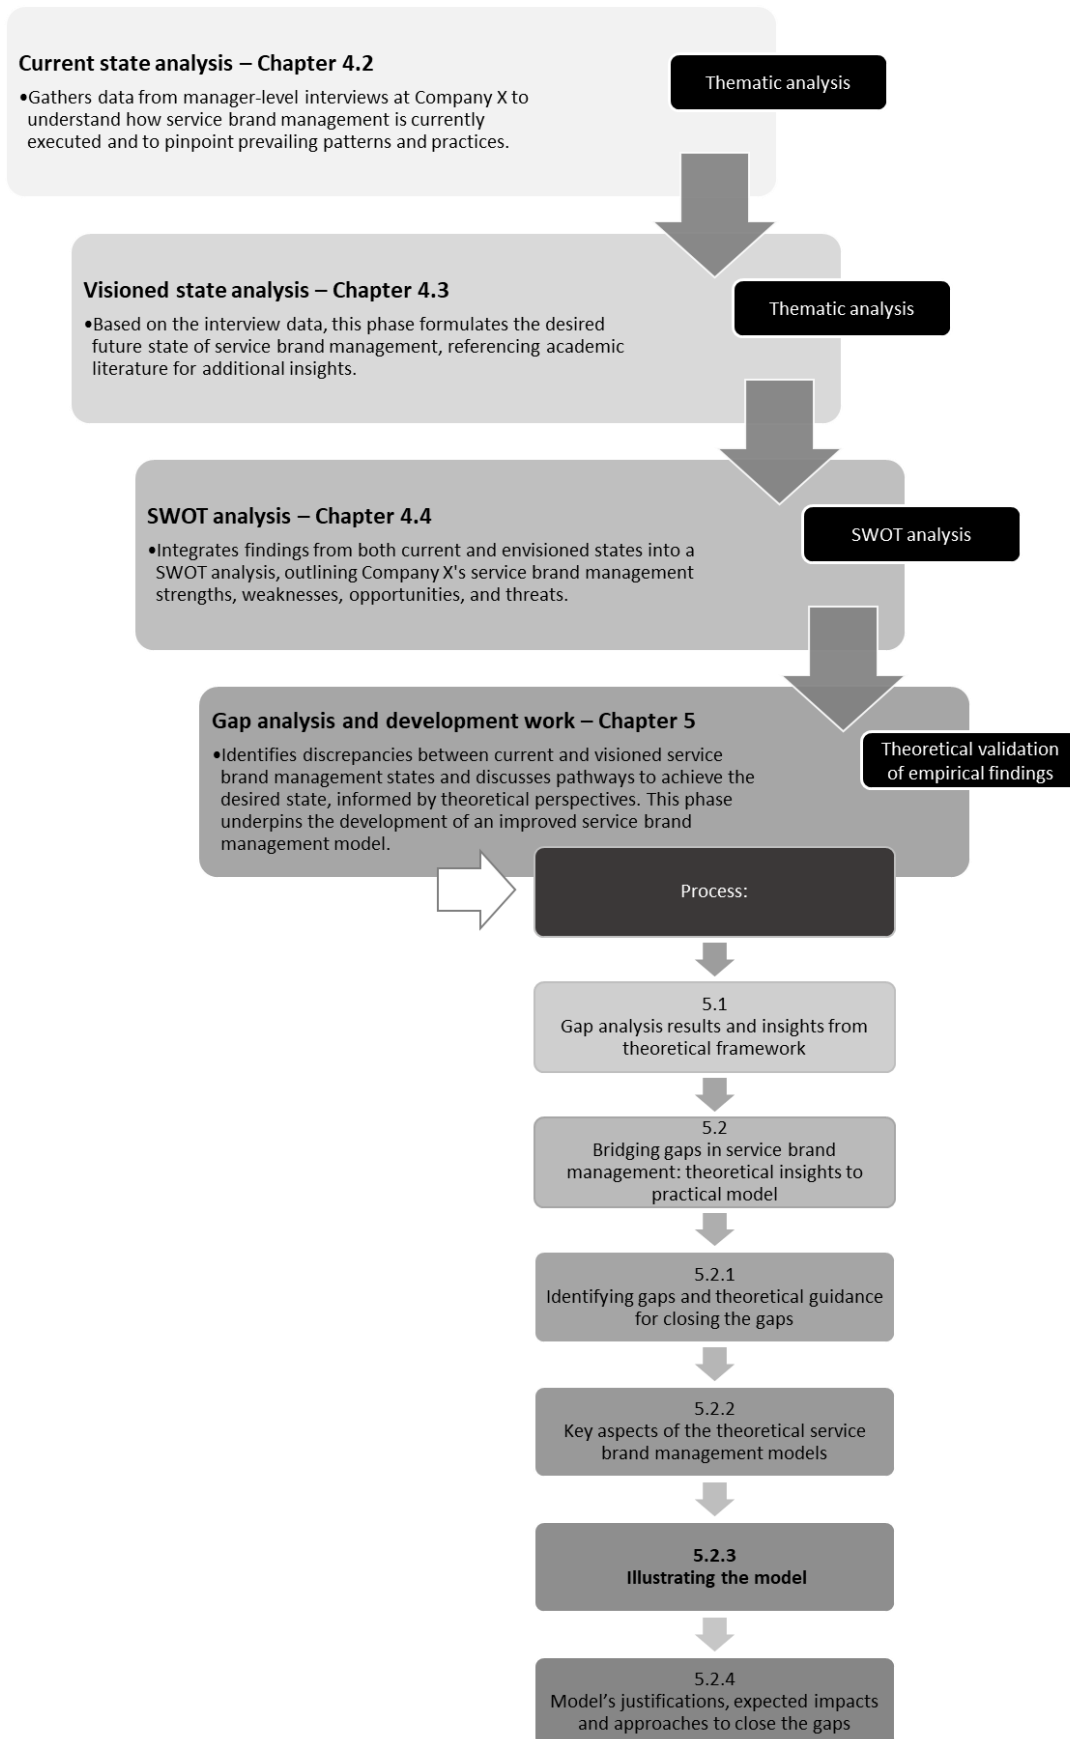 Current state analysis – Chapter 4.2
•Gathers data from manager-level interviews at Company X to
understand how service brand management is currently
executed and to pinpoint prevailing patterns and practices.
Thematic analysis
Visioned state analysis – Chapter 4.3
•Based on the interview data, this phase formulates the desired
future state of service brand management, referencing academic
literature for additional insights.
Thematic analysis
SWOT analysis – Chapter 4.4
•Integrates findings from both current and envisioned states into a
SWOT analysis, outlining Company X's service brand management
strengths, weaknesses, opportunities, and threats.
SWOT analysis
Gap analysis and development work – Chapter 5
•Identifies discrepancies between current and visioned service
brand management states and discusses pathways to achieve the
desired state, informed by theoretical perspectives. This phase
underpins the development of an improved service brand
management model.
Theoretical validation
of empirical findings
Process:
5.1
Gap analysis results and insights from
theoretical framework
5.2
Bridging gaps in service brand
management: theoretical insights to
practical model
5.2.1
Identifying gaps and theoretical guidance
for closing the gaps
5.2.2
Key aspects of the theoretical service
brand management models
5.2.3
Illustrating the model
5.2.4
Model’s justifications, expected impacts
and approaches to close the gaps